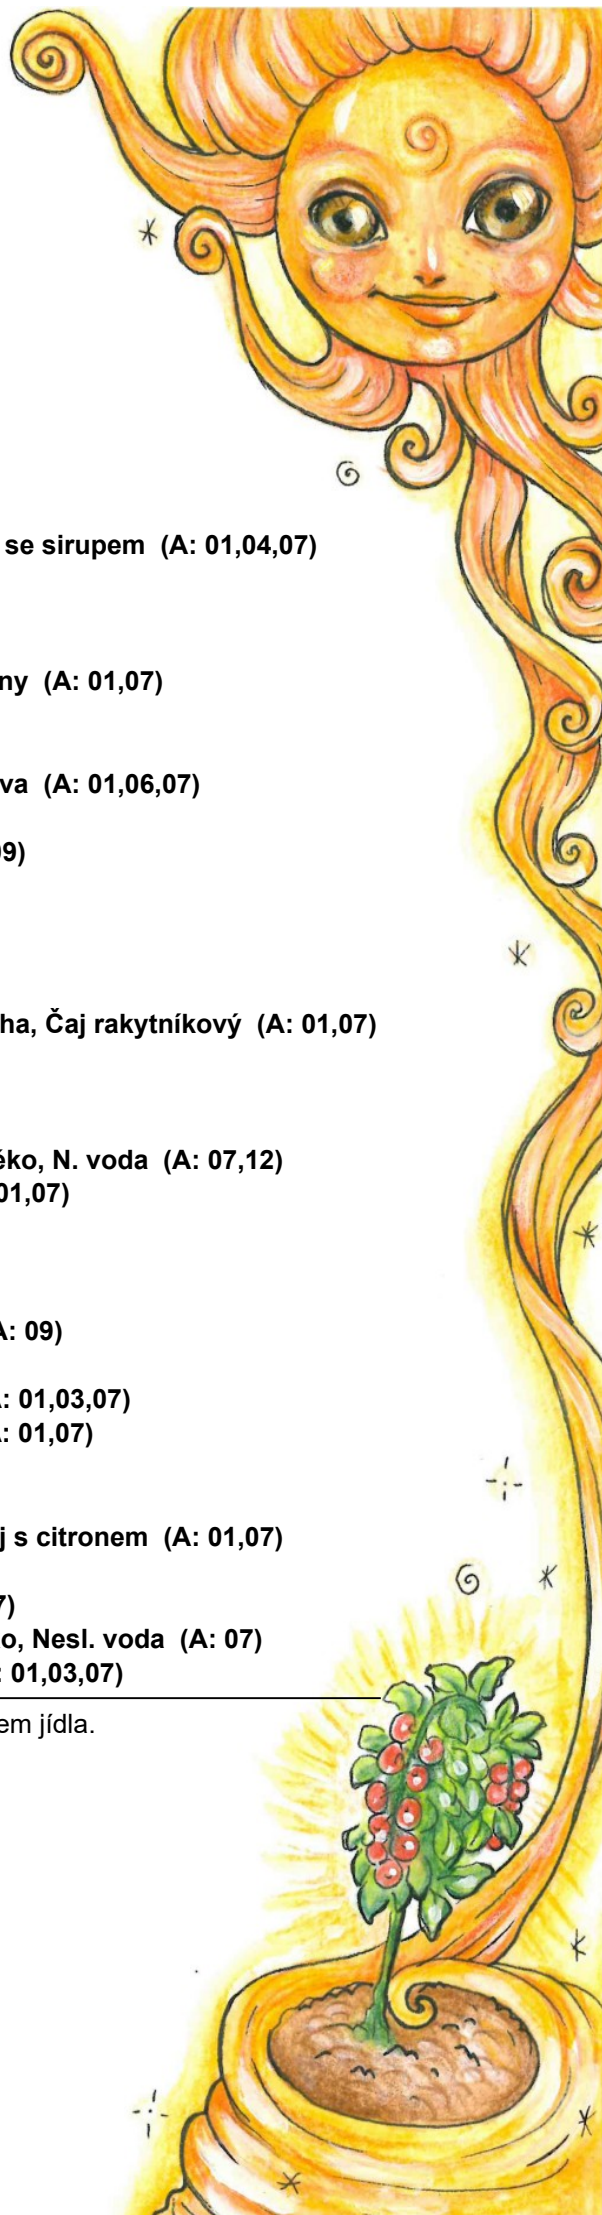 se sirupem (A: 01,04,07)
ny (A: 01,07)
va (A: 01,06,07)
9)
ha, Čaj rakytníkový (A: 01,07)
éko, N. voda (A: 07,12)
01,07)
A: 09)
: 01,03,07)
: 01,07)
j s citronem (A: 01,07)
7)
o, Nesl. voda (A: 07)
: 01,03,07)
em jídla.